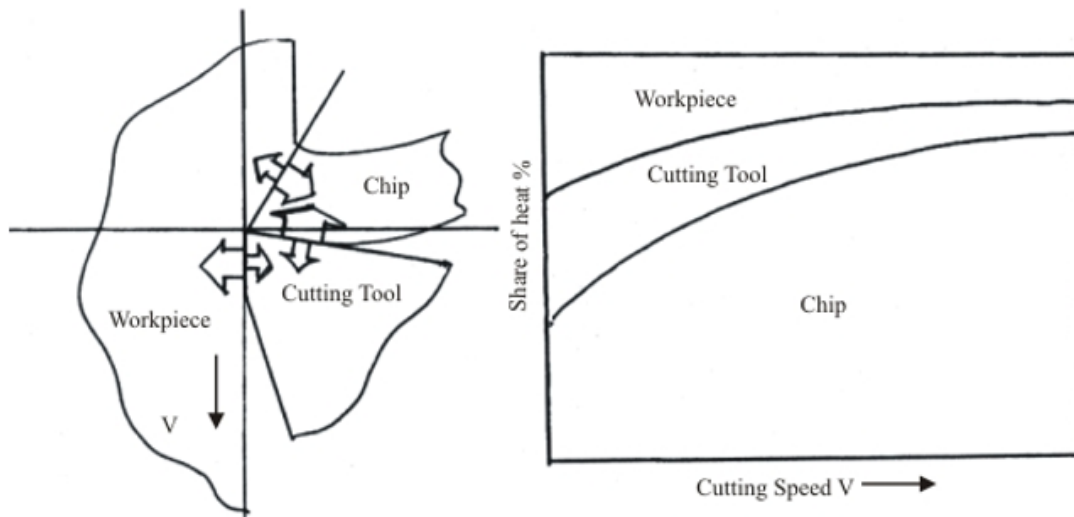 Chip
Cutting Tool
Workpiece
V
Share of heat %
Workpiece
Cutting Tool
Chip
Cutting Speed V